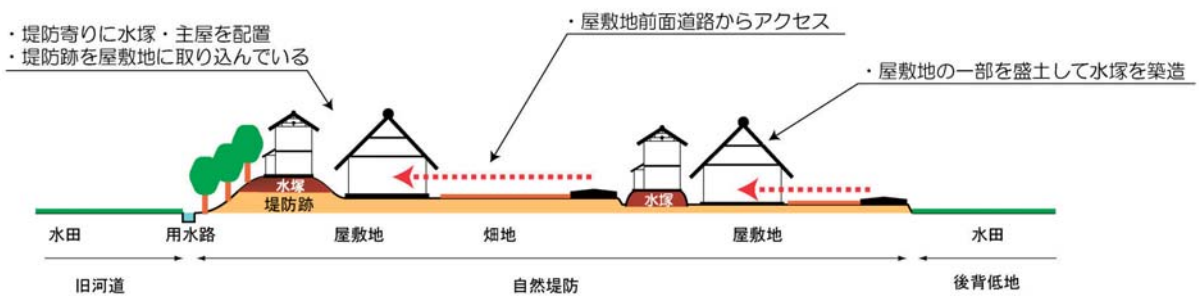 ・堤防寄りに水塚・主屋を配置
・堤防跡を屋敷地に取り込んでいる
・屋敷地前面道路からアクセス
・屋敷地の一部を盛土して水塚を築造
水塚
堤防跡
水塚
水田
用水路
屋敷地
畑地
屋敷地
水田
旧河道
自然堤防
後背低地